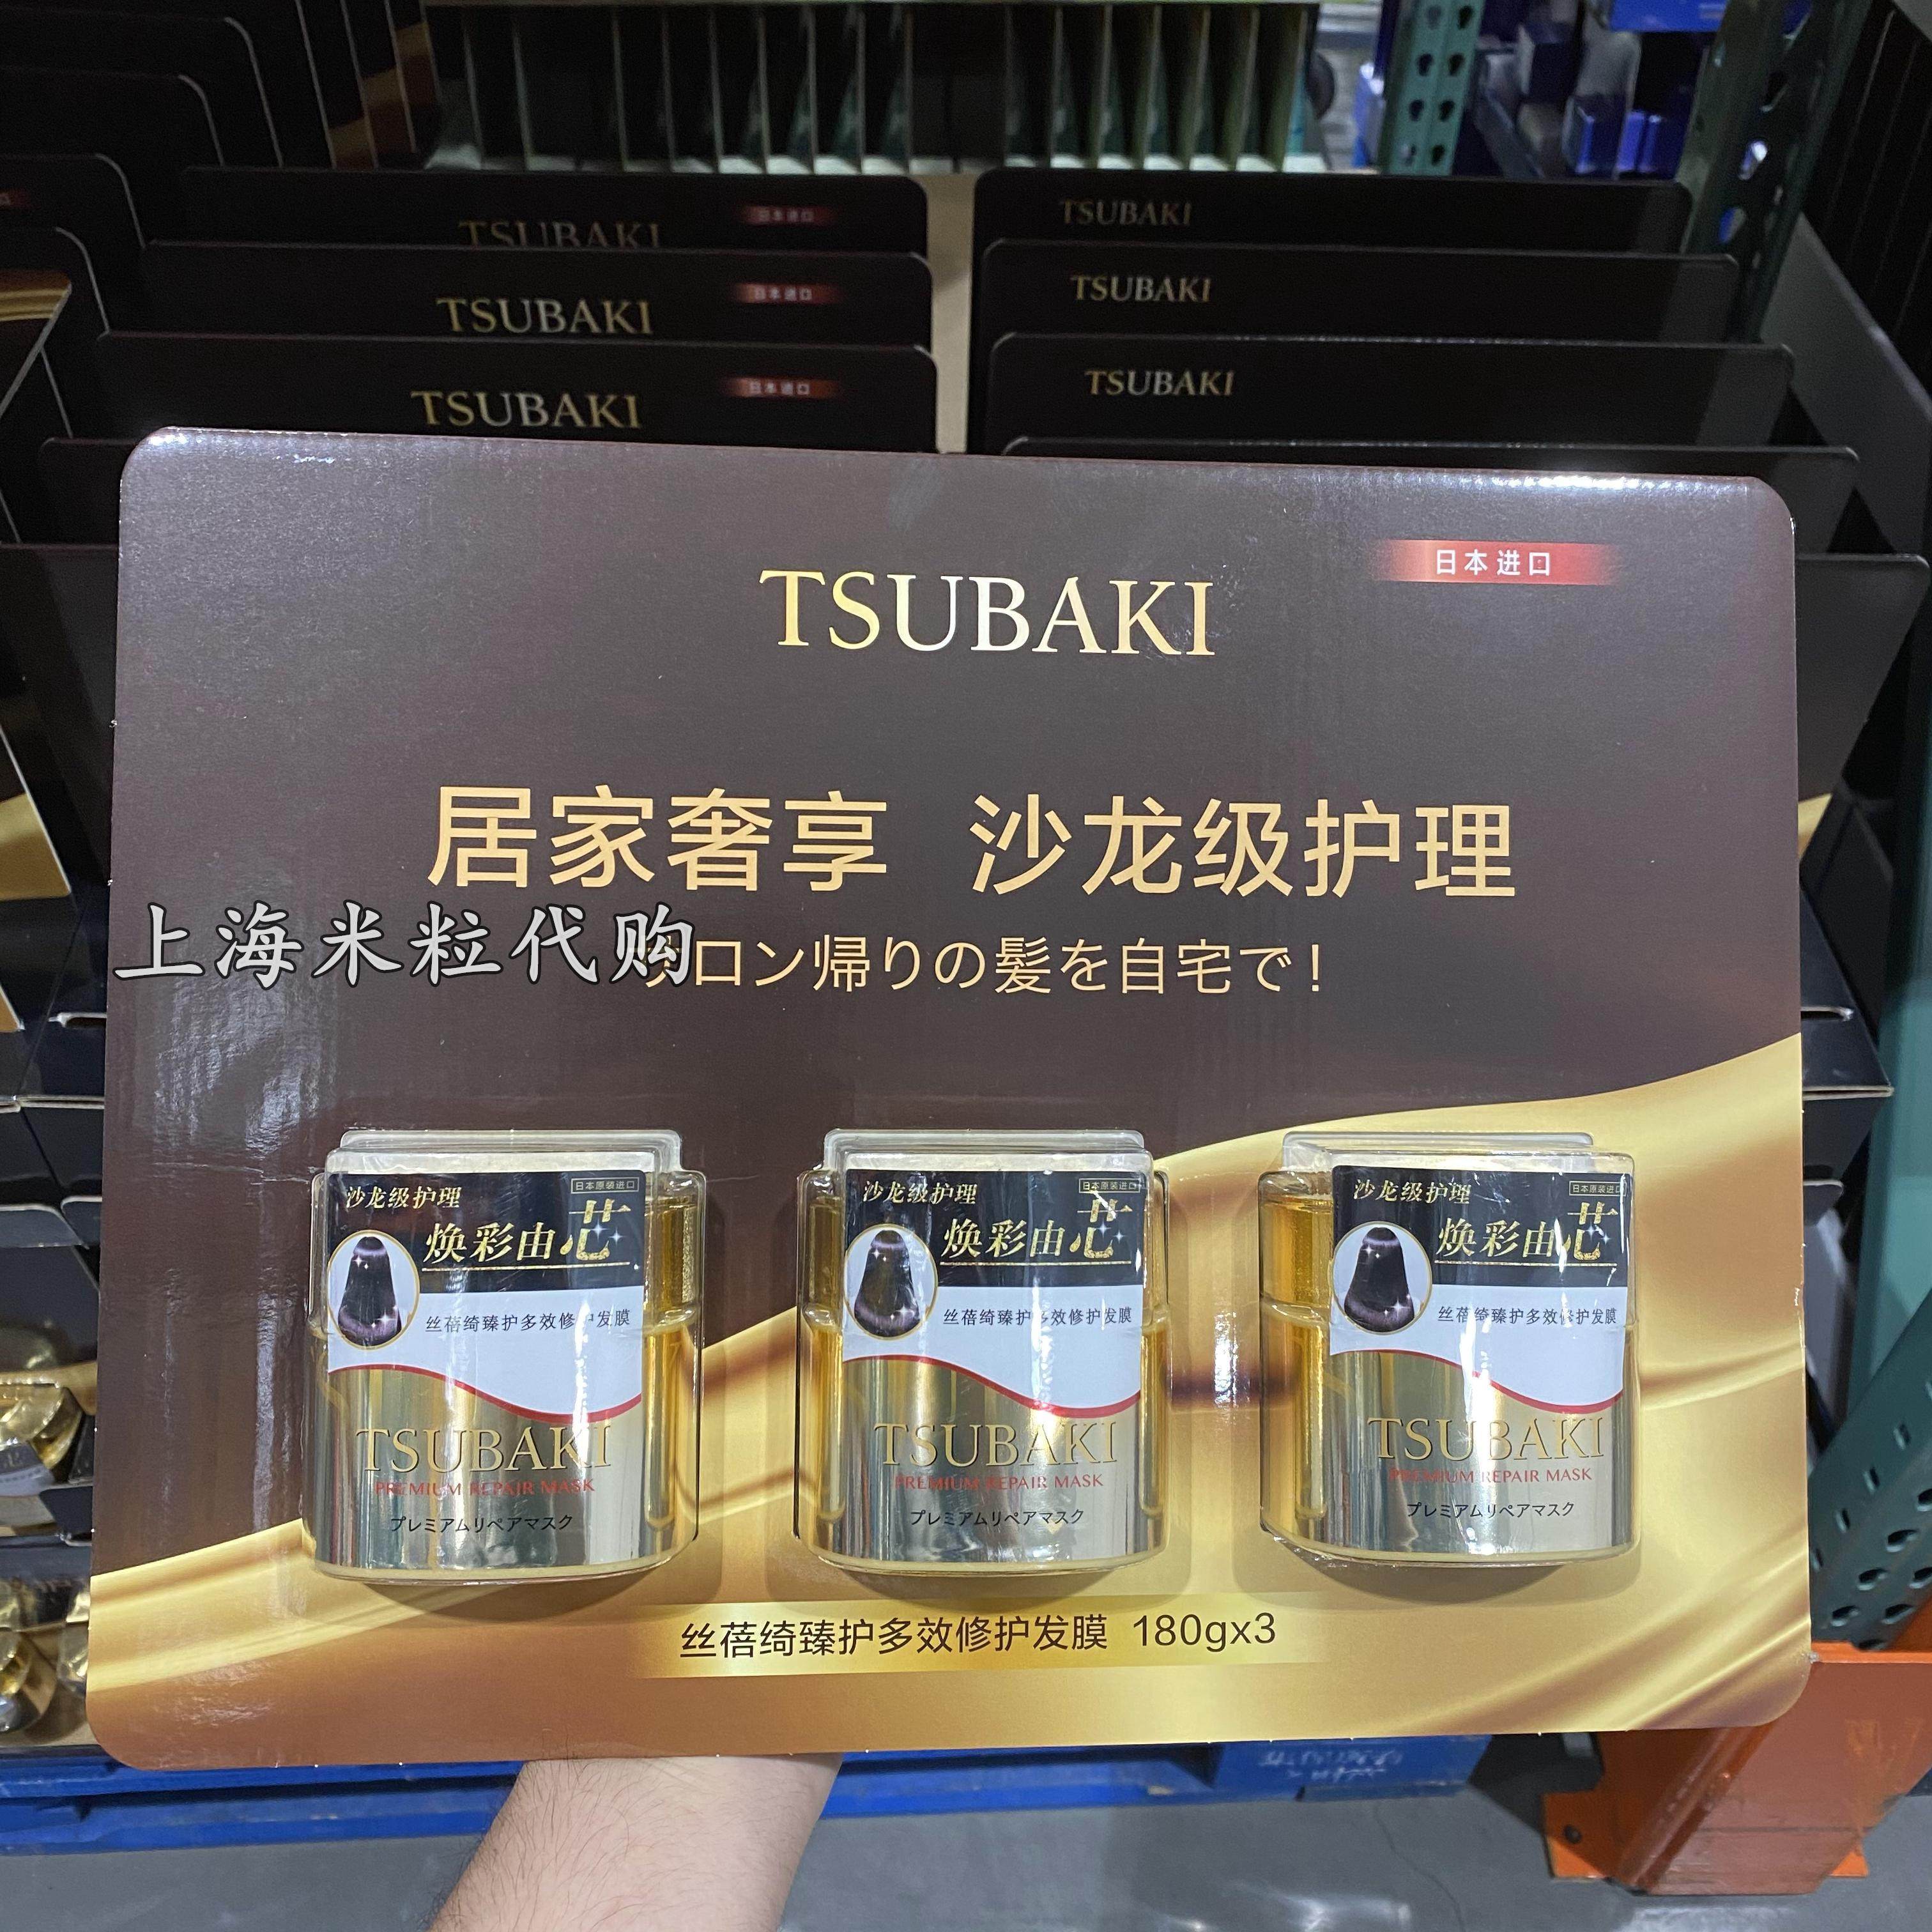 TSUBAKI
日本进口
TSUBAKI
TSUBAKI
日本进口
TSUBAKI
TSUBAKI
日本进口
TSUBAKI
日本进口
TSUBAKI
居家奢享 沙龙级护理
上海米粒代购
サロン帰りの髪を自宅で!
沙龙级护理
日本原装进口
焕彩由芯
丝蓓绮臻护多效修护发膜
TSUBAKI
PREMIUM REPAIR MASK
プレミアムリペアマスク
沙龙级护理
日本原装进口
焕彩由芯
丝蓓绮臻护多效修护发膜
TSUBAKI
PREMIUM REPAIR MASK
プレミアムリペアマスク
沙龙级护理
日本原装进口
焕彩由芯
丝蓓绮臻护多效修护发膜
TSUBAKI
PREMIUM REPAIR MASK
プレミアムリペアマスク
丝蓓绮臻护多效修护发膜 180gx3